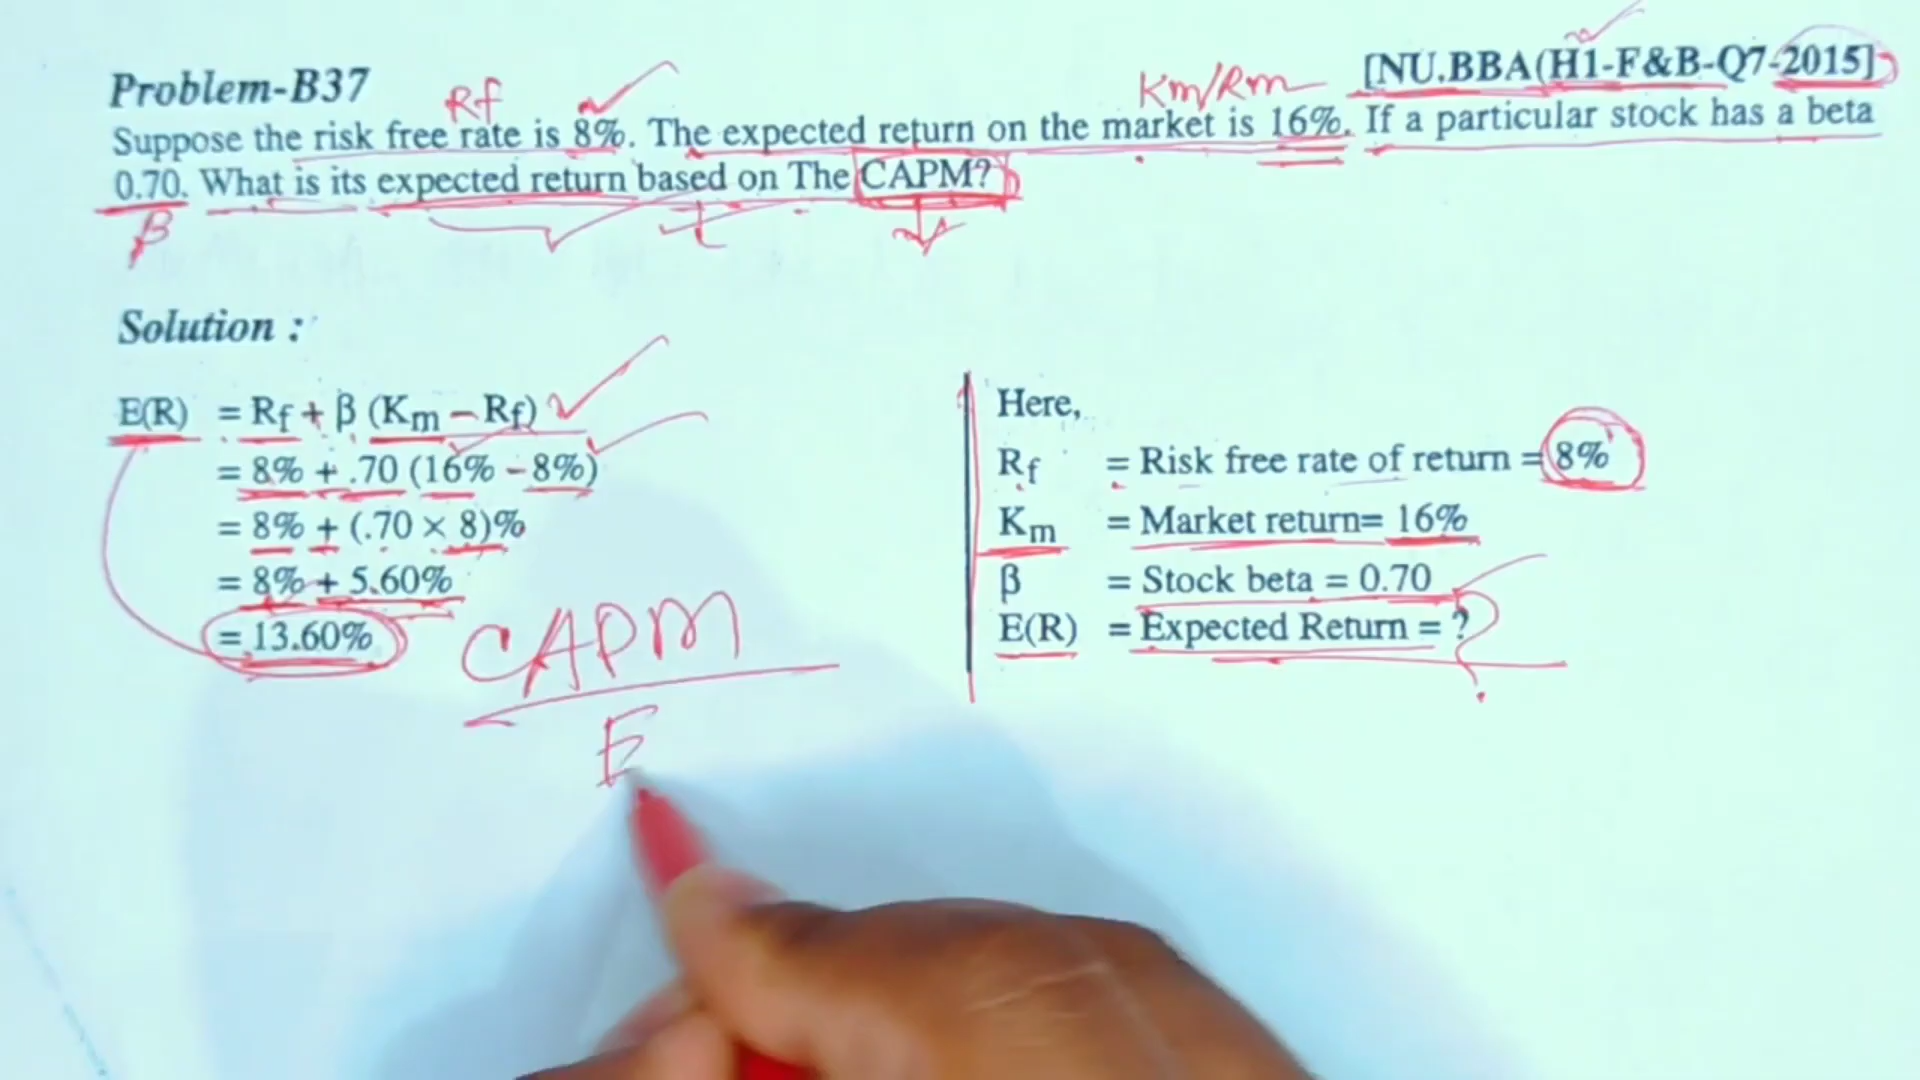 [NU.BBA(H1-F&B-Q7-2015]
Problem-B37
Rf
Km/Rm
Suppose the risk free rate is 8%. The expected return on the market is 16%. If a particular stock has a beta
0.70. What is its expected return based on The CAPM?
β
Solution :
E(R) = Rf + β (Km – Rf)
= 8% + .70 (16% – 8%)
= 8% + (.70 × 8)%
= 8% + 5.60%
= 13.60%
CAPM
E
Here,
Rf = Risk free rate of return = 8%
Km = Market return= 16%
β = Stock beta = 0.70
E(R) = Expected Return = ?